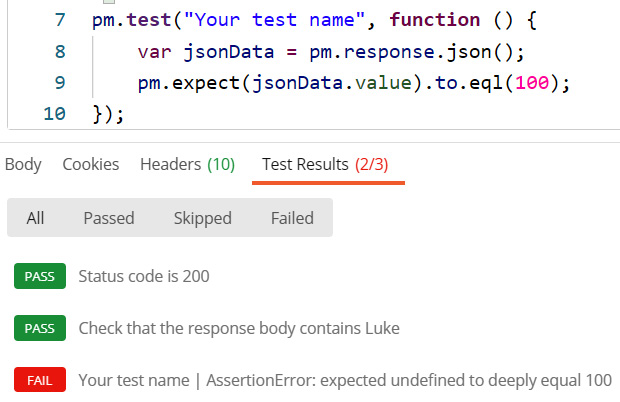 7 pm.test("Your test name", function () {
8 var jsonData = pm.response.json();
9 pm.expect(jsonData.value).to.eql(100);
10 });
Body Cookies Headers (10) Test Results (2/3)
All Passed Skipped Failed
PASS Status code is 200
PASS Check that the response body contains Luke
FAIL Your test name | AssertionError: expected undefined to deeply equal 100